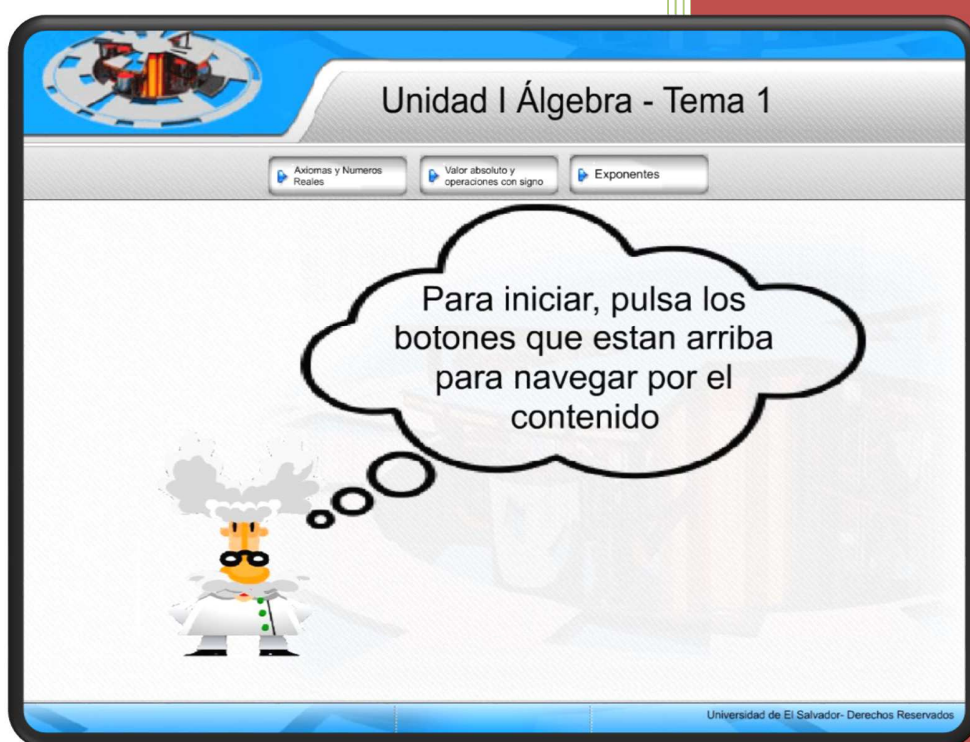 Unidad I Álgebra - Tema 1
Axiomas y Numeros
Reales
Valor absoluto y
operaciones con signo
Exponentes
Para iniciar, pulsa los
botones que estan arriba
para navegar por el
contenido
Universidad de El Salvador- Derechos Reservados